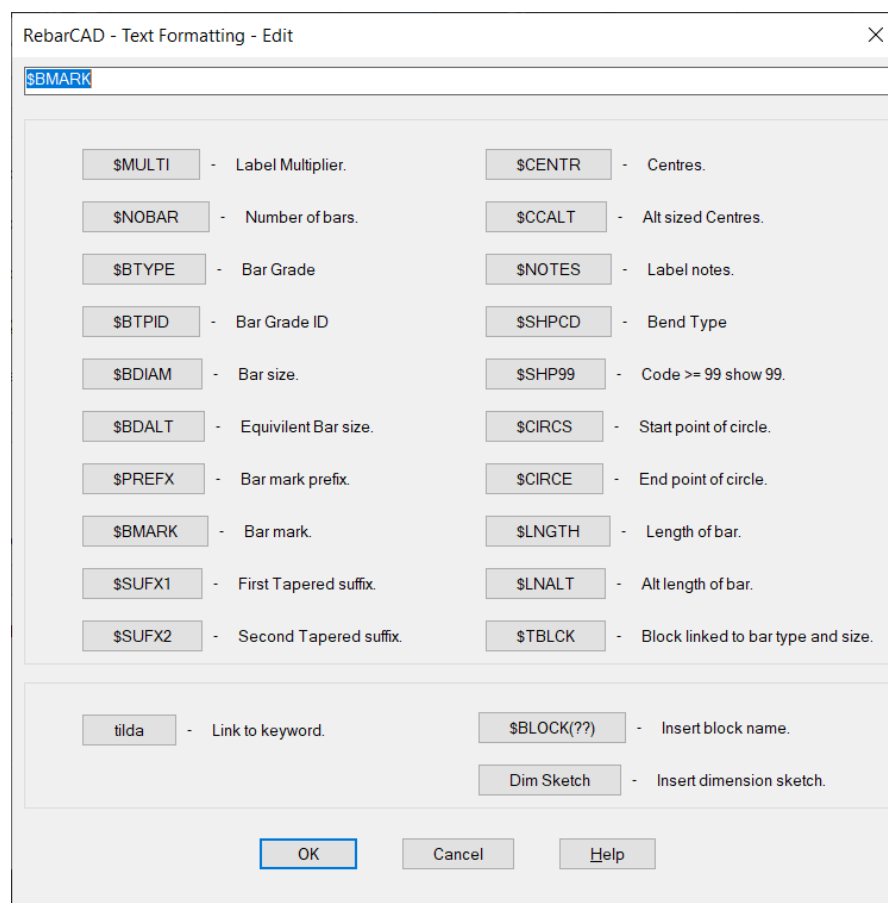 RebarCAD - Text Formatting - Edit
$BMARK
$MULTI - Label Multiplier.
$CENTR - Centres.
$NOBAR - Number of bars.
$CCALT - Alt sized Centres.
$BTYPE - Bar Grade
$NOTES - Label notes.
$BTPID - Bar Grade ID
$SHPCD - Bend Type
$BDIAM - Bar size.
$SHP99 - Code >= 99 show 99.
$BDALT - Equivilent Bar size.
$CIRCS - Start point of circle.
$PREFX - Bar mark prefix.
$CIRCE - End point of circle.
$BMARK - Bar mark.
$LNGTH - Length of bar.
$SUFX1 - First Tapered suffix.
$LNALT - Alt length of bar.
$SUFX2 - Second Tapered suffix.
$TBLCK - Block linked to bar type and size.
tilda - Link to keyword.
$BLOCK(??) - Insert block name.
Dim Sketch - Insert dimension sketch.
OK
Cancel
Help